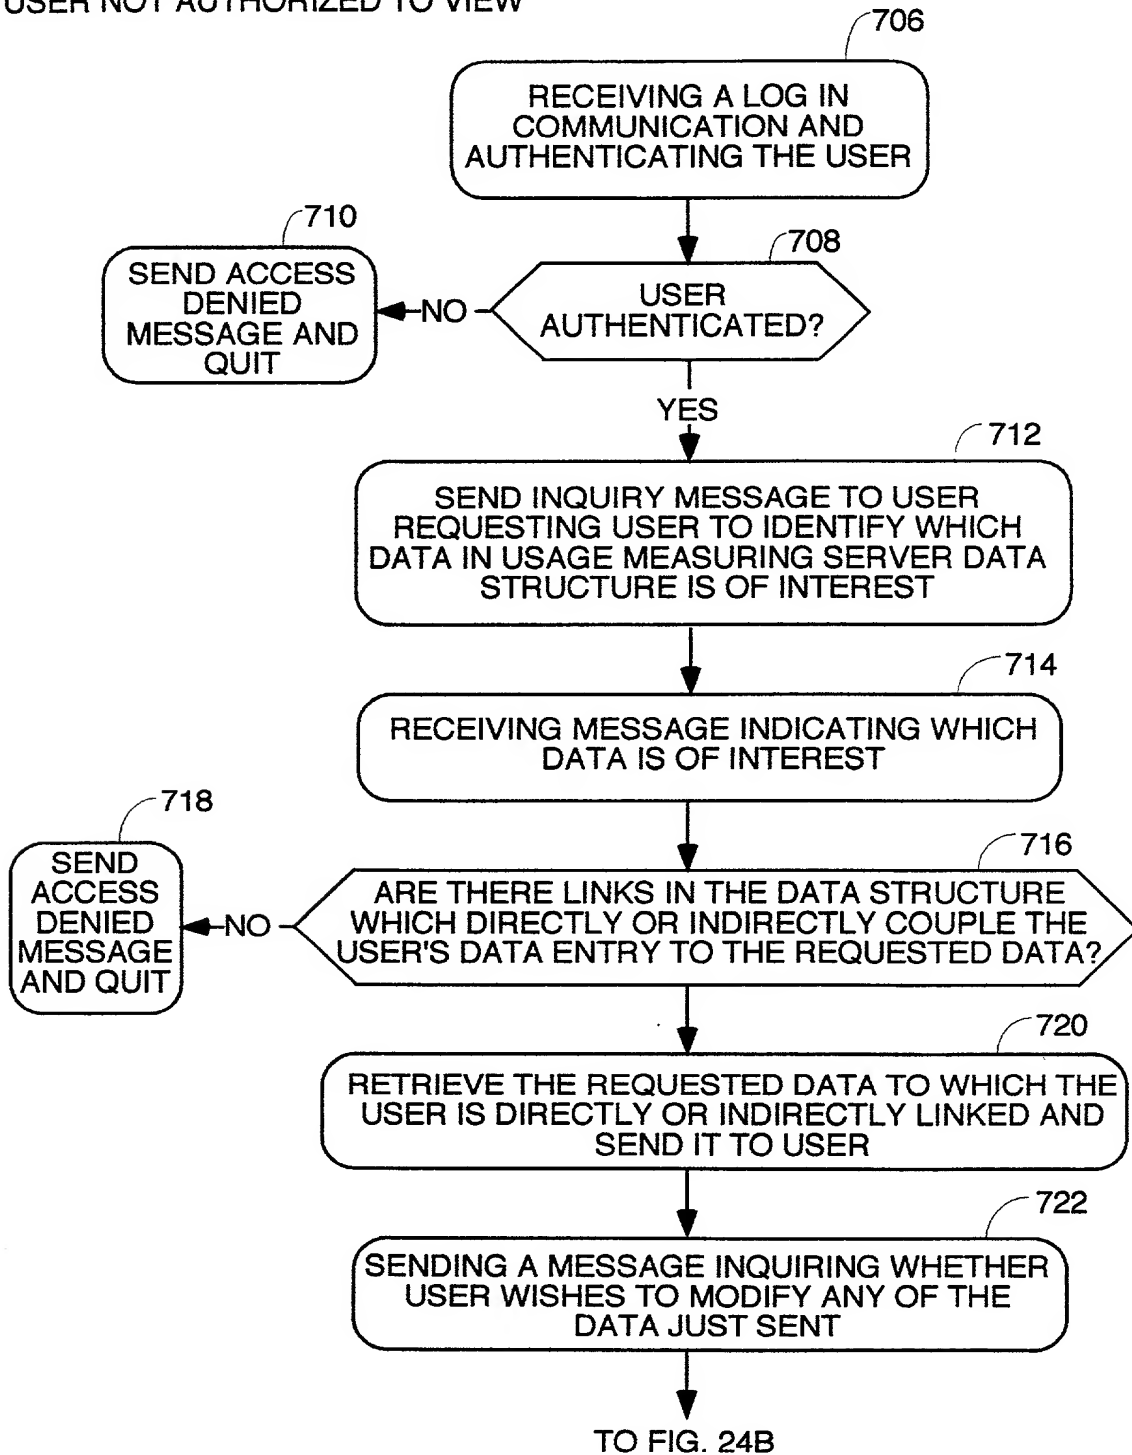 USER NOT AUTHORIZED TO VIEW
706
RECEIVING A LOG IN
COMMUNICATION AND
AUTHENTICATING THE USER
710
708
SEND ACCESS
DENIED
MESSAGE AND
QUIT
NO
USER
AUTHENTICATED?
YES
712
SEND INQUIRY MESSAGE TO USER
REQUESTING USER TO IDENTIFY WHICH
DATA IN USAGE MEASURING SERVER DATA
STRUCTURE IS OF INTEREST
714
RECEIVING MESSAGE INDICATING WHICH
DATA IS OF INTEREST
718
716
SEND
ACCESS
DENIED
MESSAGE
AND QUIT
NO
ARE THERE LINKS IN THE DATA STRUCTURE
WHICH DIRECTLY OR INDIRECTLY COUPLE THE
USER'S DATA ENTRY TO THE REQUESTED DATA?
720
RETRIEVE THE REQUESTED DATA TO WHICH THE
USER IS DIRECTLY OR INDIRECTLY LINKED AND
SEND IT TO USER
722
SENDING A MESSAGE INQUIRING WHETHER
USER WISHES TO MODIFY ANY OF THE
DATA JUST SENT
TO FIG. 24B